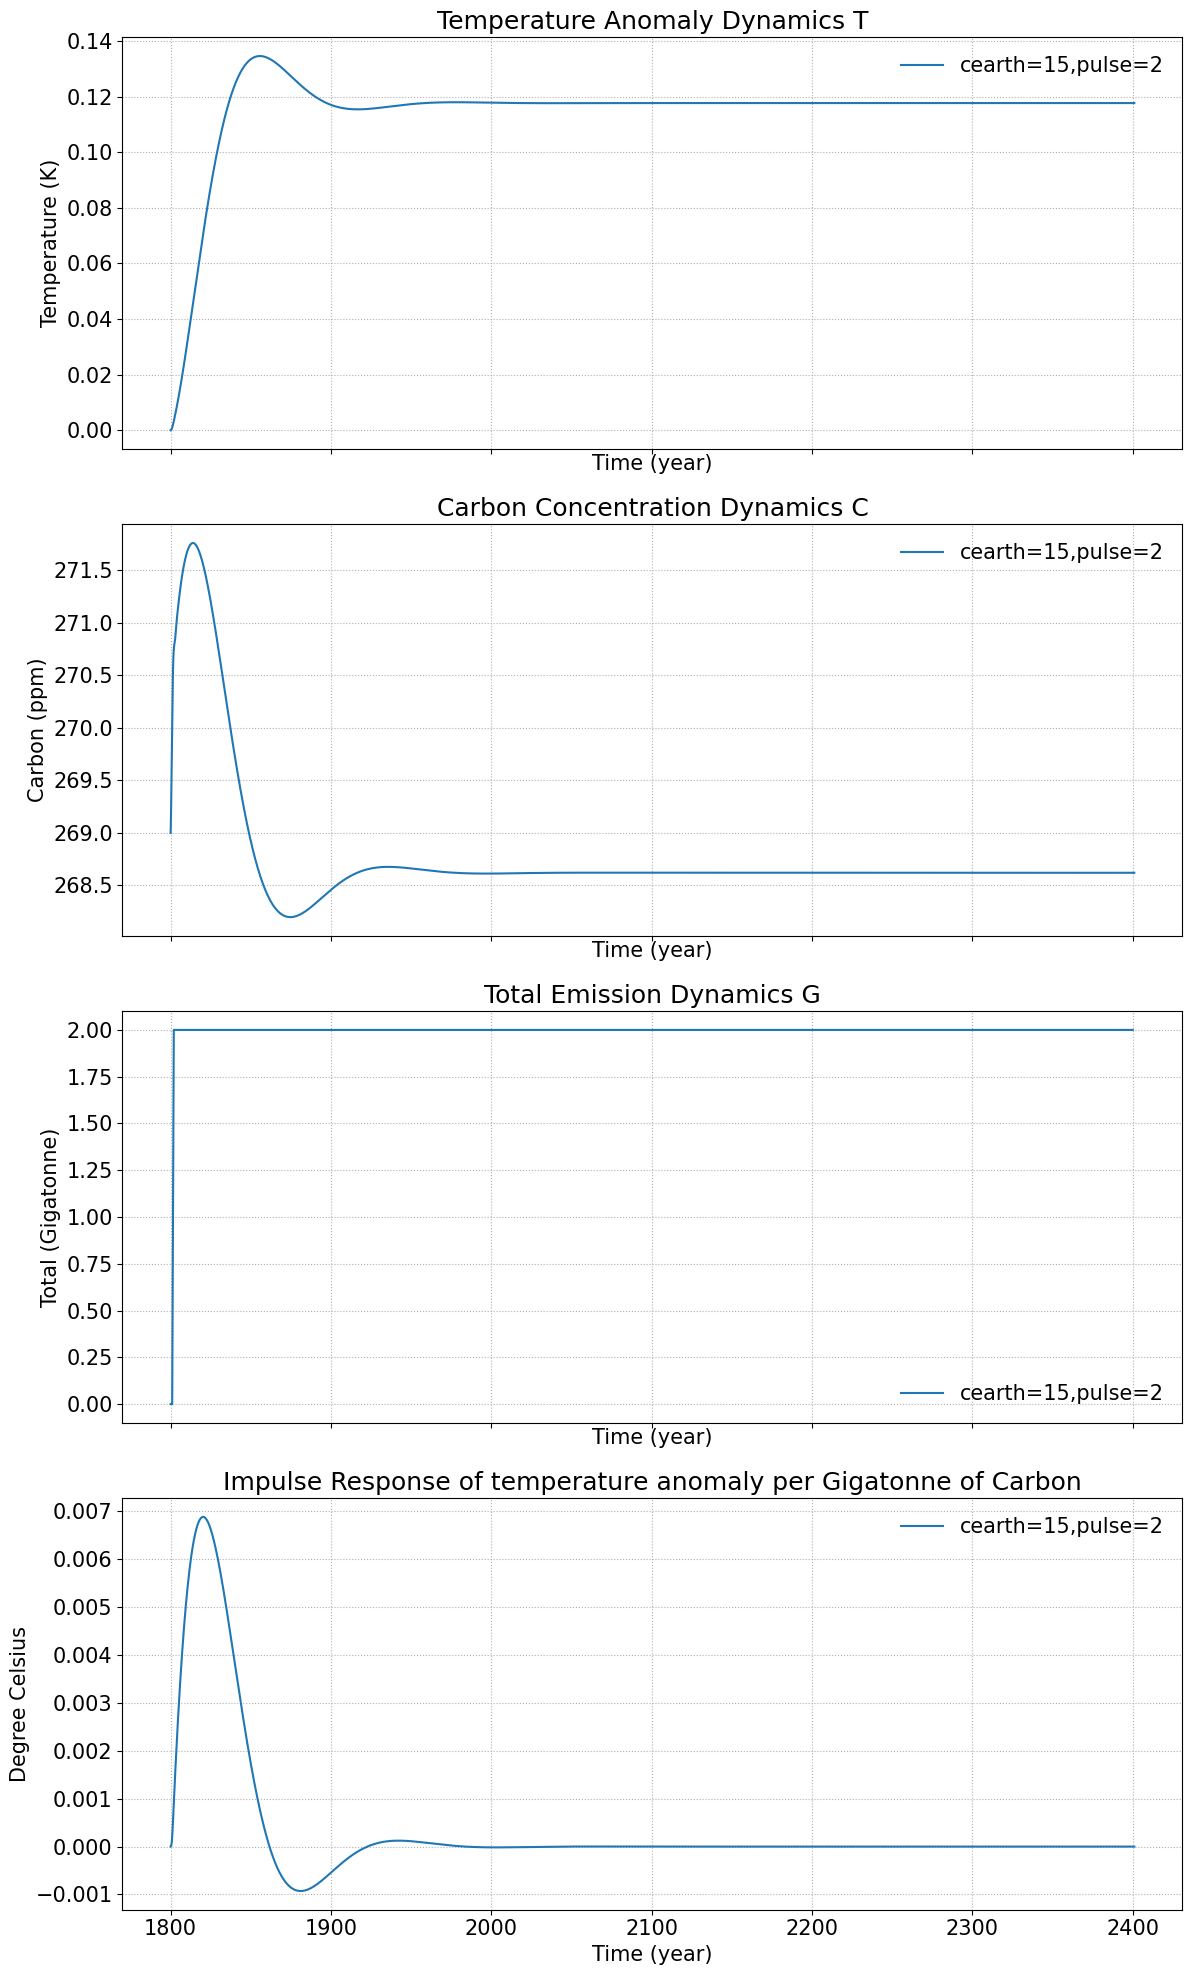 Temperature Anomaly Dynamics T
0.14
0.12
0.10
0.08
0.06
0.04
0.02
0.00
Temperature (K)
cearth=15,pulse=2
Time (year)
Carbon Concentration Dynamics C
271.5
271.0
270.5
270.0
269.5
269.0
268.5
Carbon (ppm)
cearth=15,pulse=2
Time (year)
Total Emission Dynamics G
2.00
1.75
1.50
1.25
1.00
0.75
0.50
0.25
0.00
Total (Gigatonne)
cearth=15,pulse=2
Time (year)
Impulse Response of temperature anomaly per Gigatonne of Carbon
0.007
0.006
0.005
0.004
0.003
0.002
0.001
0.000
−0.001
Degree Celsius
cearth=15,pulse=2
1800 1900 2000 2100 2200 2300 2400
Time (year)